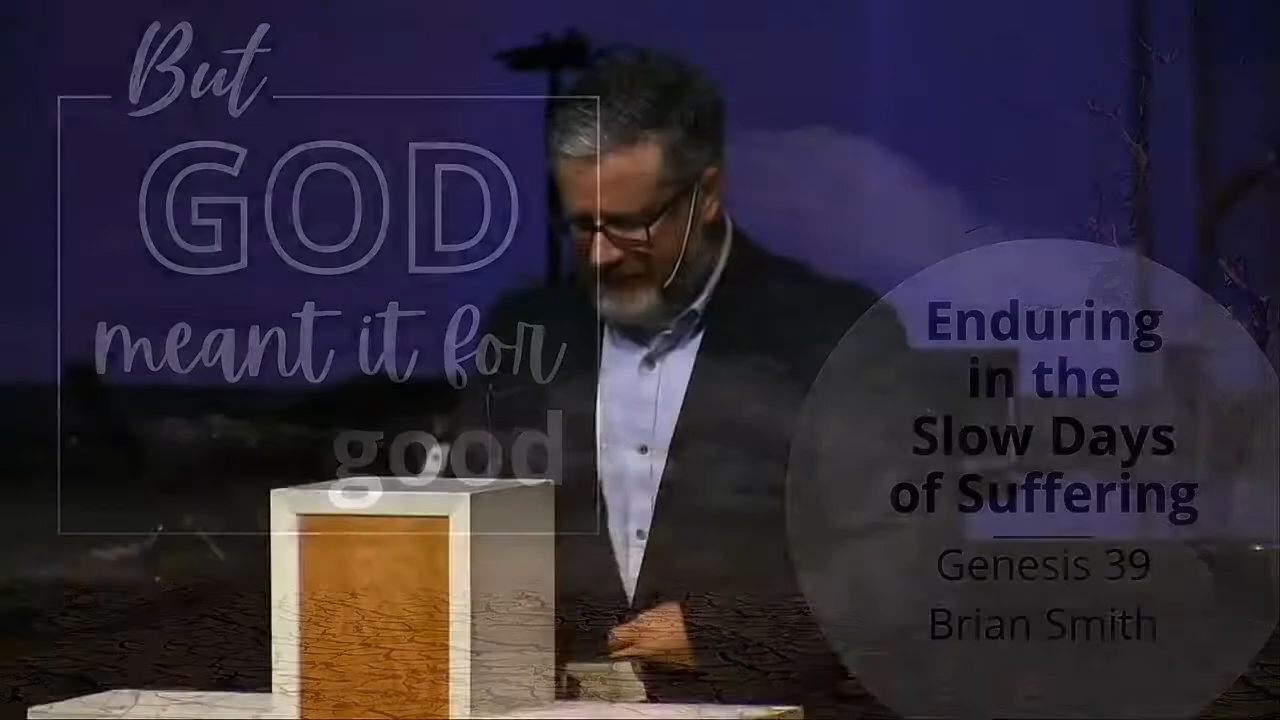 But
GOD
meant it for
good
Enduring
in the
Slow Days
of Suffering
Genesis 39
Brian Smith